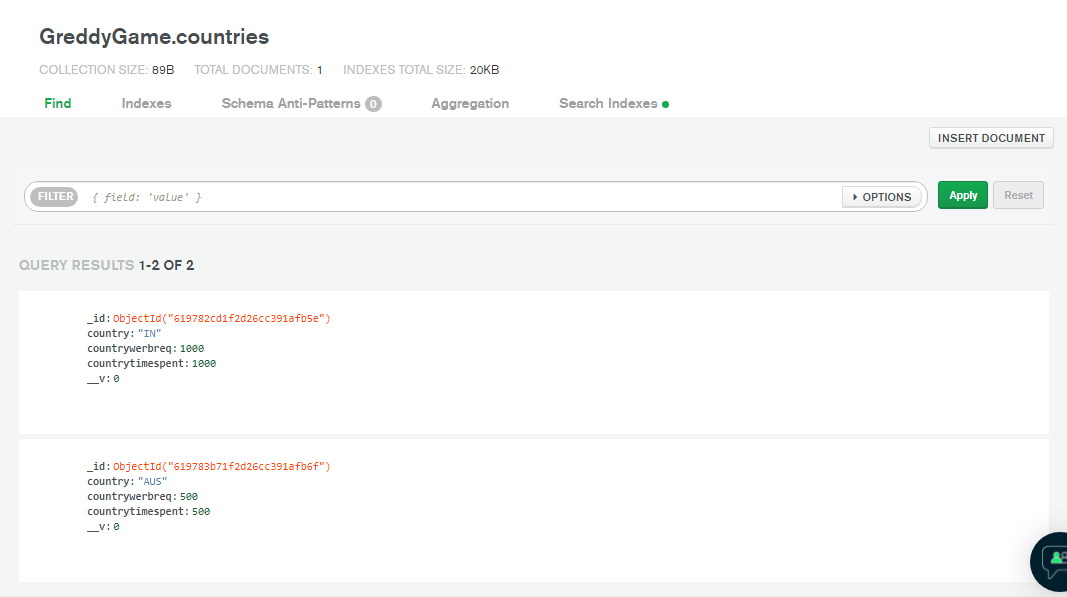 GreddyGame.countries
COLLECTION SIZE: 89B TOTAL DOCUMENTS: 1 INDEXES TOTAL SIZE: 20KB
Find Indexes Schema Anti-Patterns 0 Aggregation Search Indexes
INSERT DOCUMENT
FILTER { field: 'value' } OPTIONS Apply Reset
QUERY RESULTS 1-2 OF 2
_id: ObjectId("619782cd1f2d26cc391afb5e")
country: "IN"
countrywerbreq: 1000
countrytimespent: 1000
__v: 0
_id: ObjectId("619783b71f2d26cc391afb6f")
country: "AUS"
countrywerbreq: 500
countrytimespent: 500
__v: 0